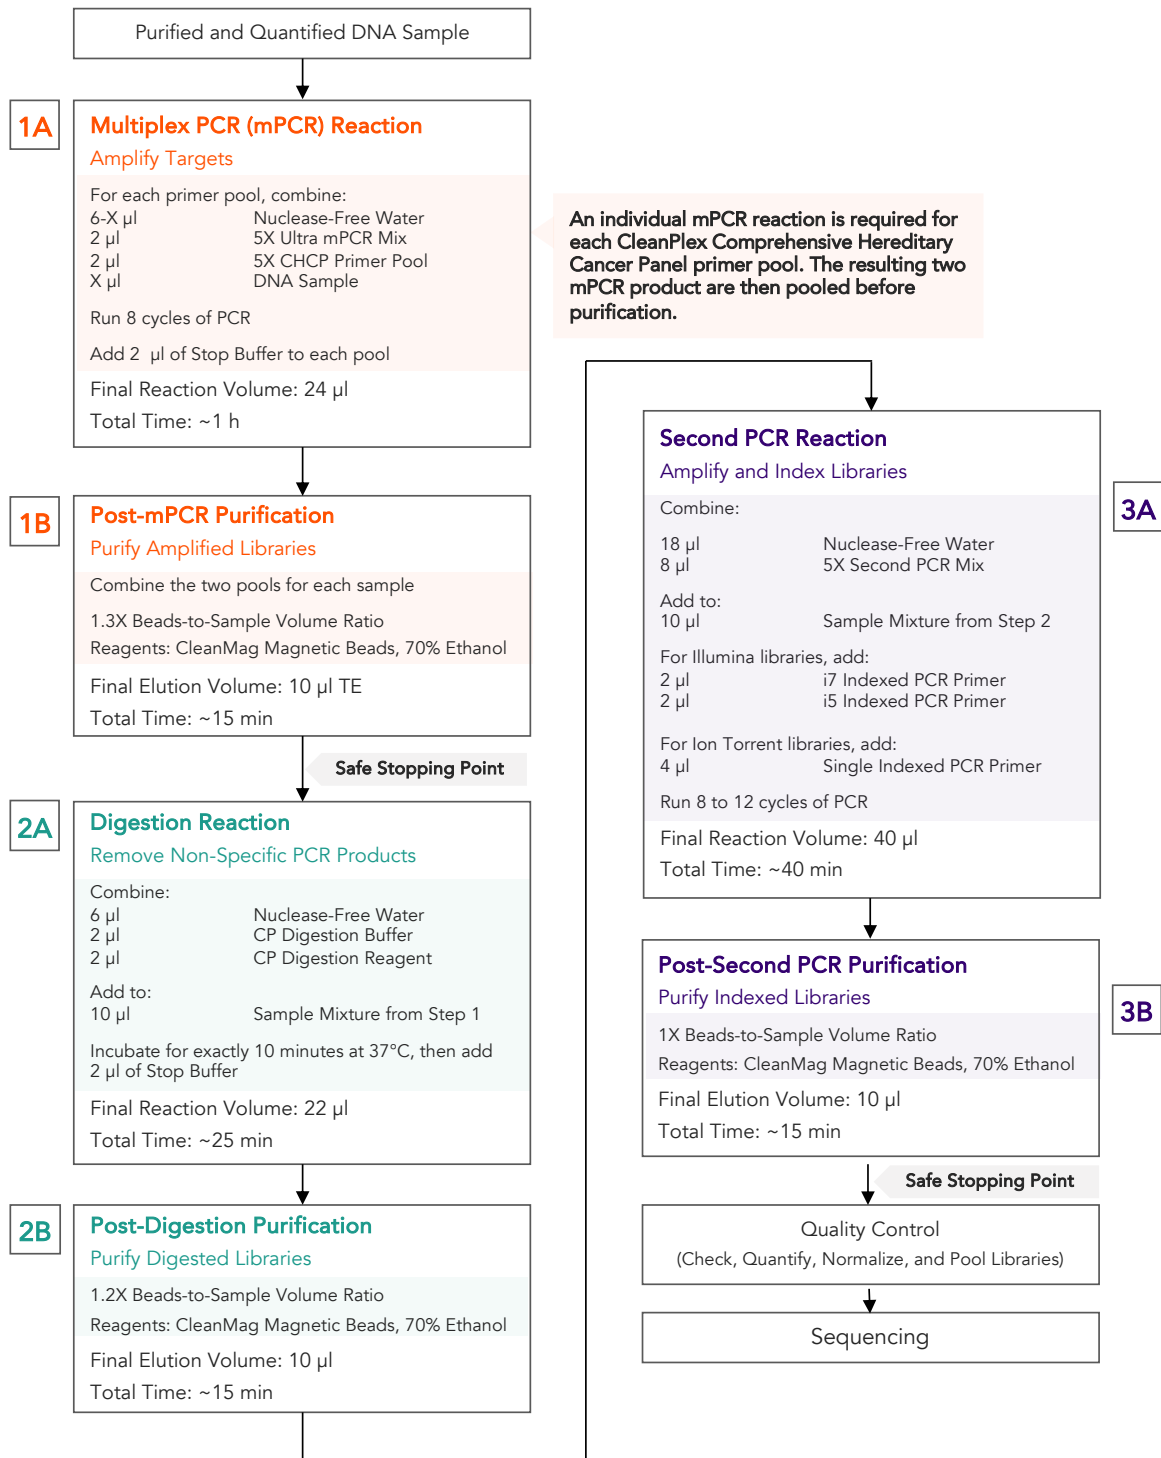 Purified and Quantified DNA Sample
1A
Multiplex PCR (mPCR) Reaction
Amplify Targets
For each primer pool, combine:
6-X µl Nuclease-Free Water
2 µl 5X Ultra mPCR Mix
2 µl 5X CHCP Primer Pool
X µl DNA Sample
Run 8 cycles of PCR
Add 2 µl of Stop Buffer to each pool
Final Reaction Volume: 24 µl
Total Time: ~1 h
An individual mPCR reaction is required for
each CleanPlex Comprehensive Hereditary
Cancer Panel primer pool. The resulting two
mPCR product are then pooled before
purification.
1B
Post-mPCR Purification
Purify Amplified Libraries
Combine the two pools for each sample
1.3X Beads-to-Sample Volume Ratio
Reagents: CleanMag Magnetic Beads, 70% Ethanol
Final Elution Volume: 10 µl TE
Total Time: ~15 min
Safe Stopping Point
2A
Digestion Reaction
Remove Non-Specific PCR Products
Combine:
6 µl Nuclease-Free Water
2 µl CP Digestion Buffer
2 µl CP Digestion Reagent
Add to:
10 µl Sample Mixture from Step 1
Incubate for exactly 10 minutes at 37°C, then add
2 µl of Stop Buffer
Final Reaction Volume: 22 µl
Total Time: ~25 min
2B
Post-Digestion Purification
Purify Digested Libraries
1.2X Beads-to-Sample Volume Ratio
Reagents: CleanMag Magnetic Beads, 70% Ethanol
Final Elution Volume: 10 µl
Total Time: ~15 min
3A
Second PCR Reaction
Amplify and Index Libraries
Combine:
18 µl Nuclease-Free Water
8 µl 5X Second PCR Mix
Add to:
10 µl Sample Mixture from Step 2
For Illumina libraries, add:
2 µl i7 Indexed PCR Primer
2 µl i5 Indexed PCR Primer
For Ion Torrent libraries, add:
4 µl Single Indexed PCR Primer
Run 8 to 12 cycles of PCR
Final Reaction Volume: 40 µl
Total Time: ~40 min
3B
Post-Second PCR Purification
Purify Indexed Libraries
1X Beads-to-Sample Volume Ratio
Reagents: CleanMag Magnetic Beads, 70% Ethanol
Final Elution Volume: 10 µl
Total Time: ~15 min
Safe Stopping Point
Quality Control
(Check, Quantify, Normalize, and Pool Libraries)
Sequencing